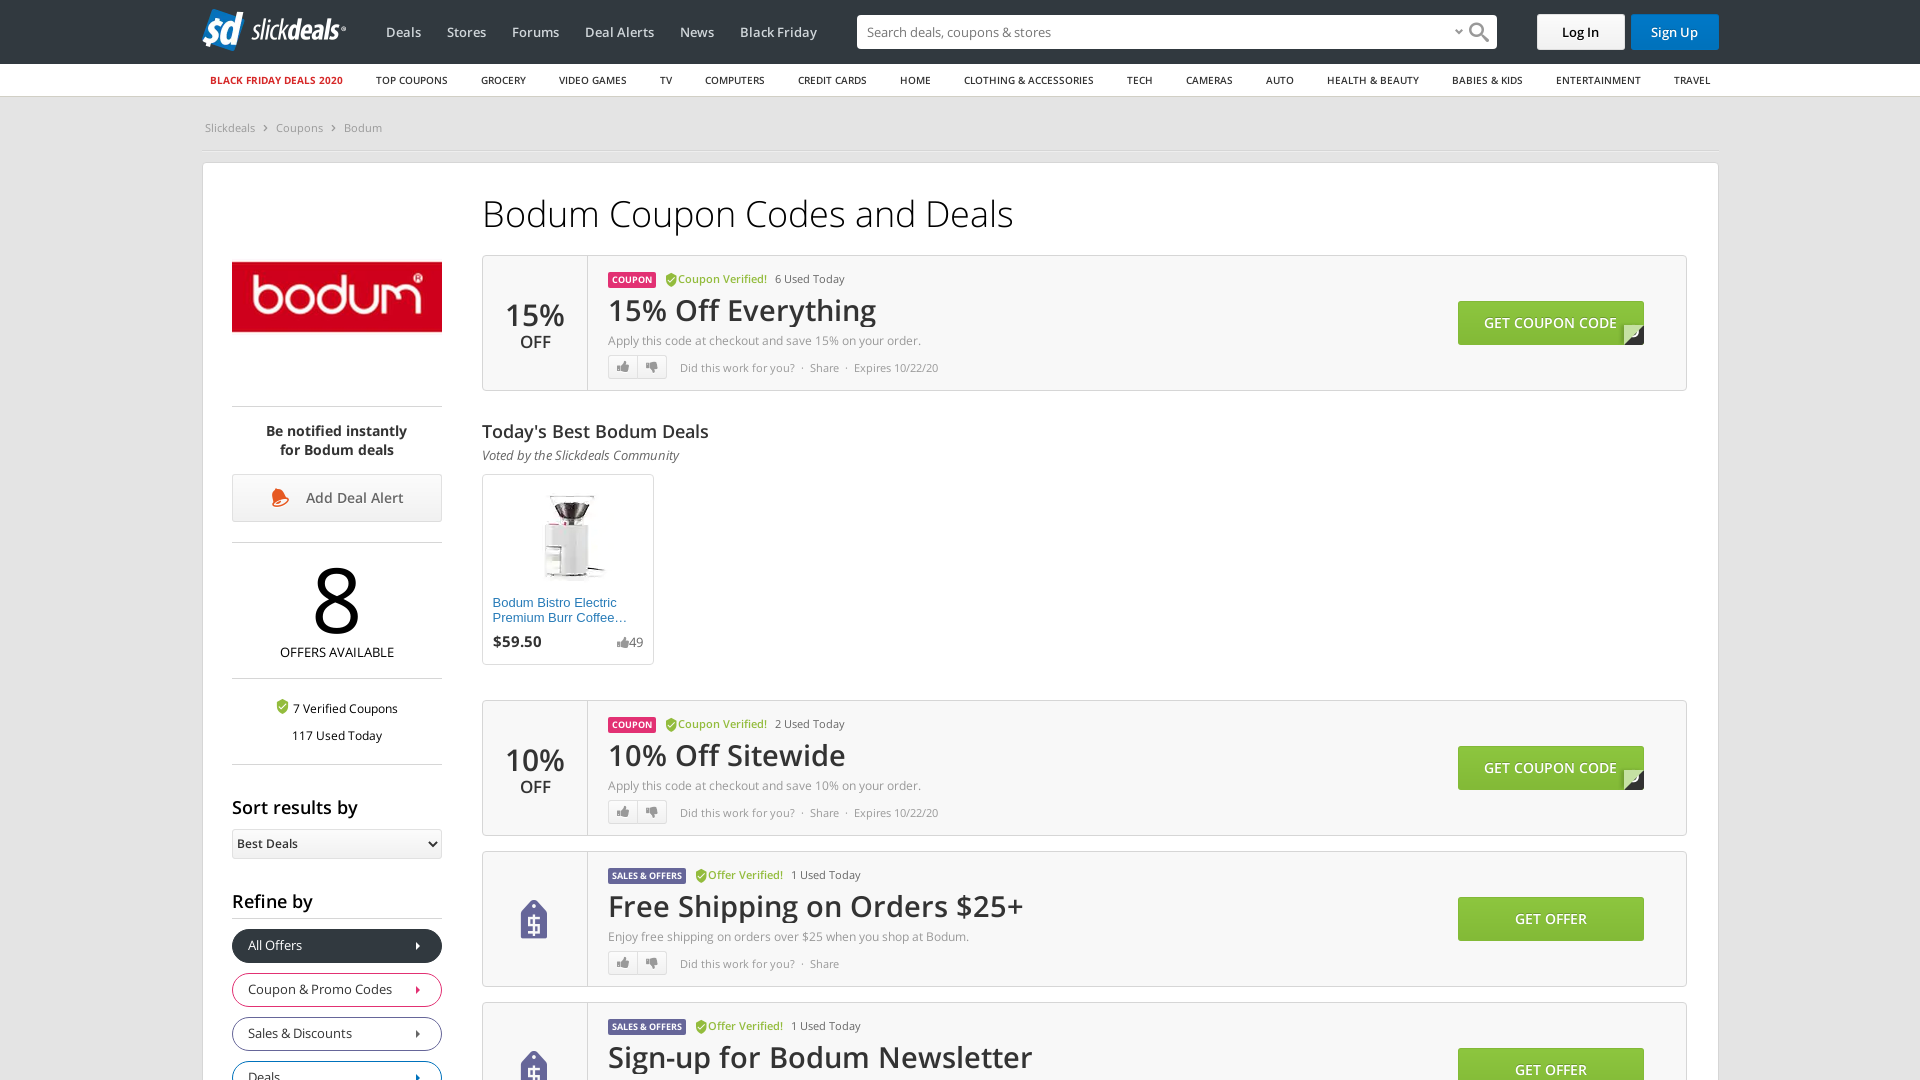 slickdeals
Deals
Stores
Forums
Deal Alerts
News
Black Friday
Search deals, coupons & stores
Log In
Sign Up
BLACK FRIDAY DEALS 2020
TOP COUPONS
GROCERY
VIDEO GAMES
TV
COMPUTERS
CREDIT CARDS
HOME
CLOTHING & ACCESSORIES
TECH
CAMERAS
AUTO
HEALTH & BEAUTY
BABIES & KIDS
ENTERTAINMENT
TRAVEL
Slickdeals > Coupons > Bodum
Bodum Coupon Codes and Deals
bodum®
Be notified instantly
for Bodum deals
Add Deal Alert
8
OFFERS AVAILABLE
7 Verified Coupons
117 Used Today
Sort results by
Best Deals
Refine by
All Offers
Coupon & Promo Codes
Sales & Discounts
Deals
15%
OFF
COUPON Coupon Verified! 6 Used Today
15% Off Everything
Apply this code at checkout and save 15% on your order.
Did this work for you? · Share · Expires 10/22/20
GET COUPON CODE
Today's Best Bodum Deals
Voted by the Slickdeals Community
Bodum Bistro Electric
Premium Burr Coffee…
$59.50 49
10%
OFF
COUPON Coupon Verified! 2 Used Today
10% Off Sitewide
Apply this code at checkout and save 10% on your order.
Did this work for you? · Share · Expires 10/22/20
GET COUPON CODE
SALES & OFFERS Offer Verified! 1 Used Today
Free Shipping on Orders $25+
Enjoy free shipping on orders over $25 when you shop at Bodum.
Did this work for you? · Share
GET OFFER
SALES & OFFERS Offer Verified! 1 Used Today
Sign-up for Bodum Newsletter
GET OFFER